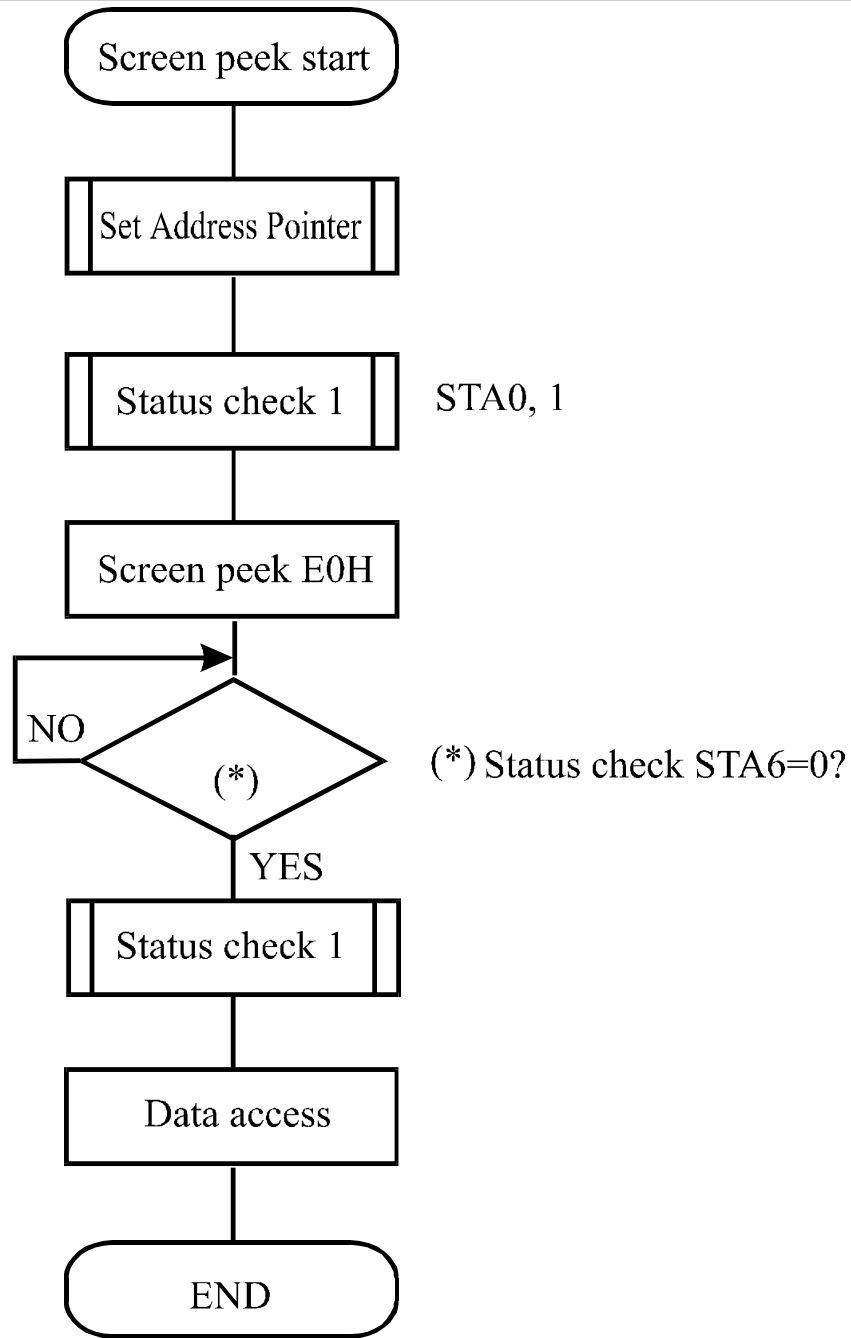 Screen peek start
Set Address Pointer
Status check 1
STA0, 1
Screen peek E0H
NO
(*)
(*) Status check STA6=0?
YES
Status check 1
Data access
END